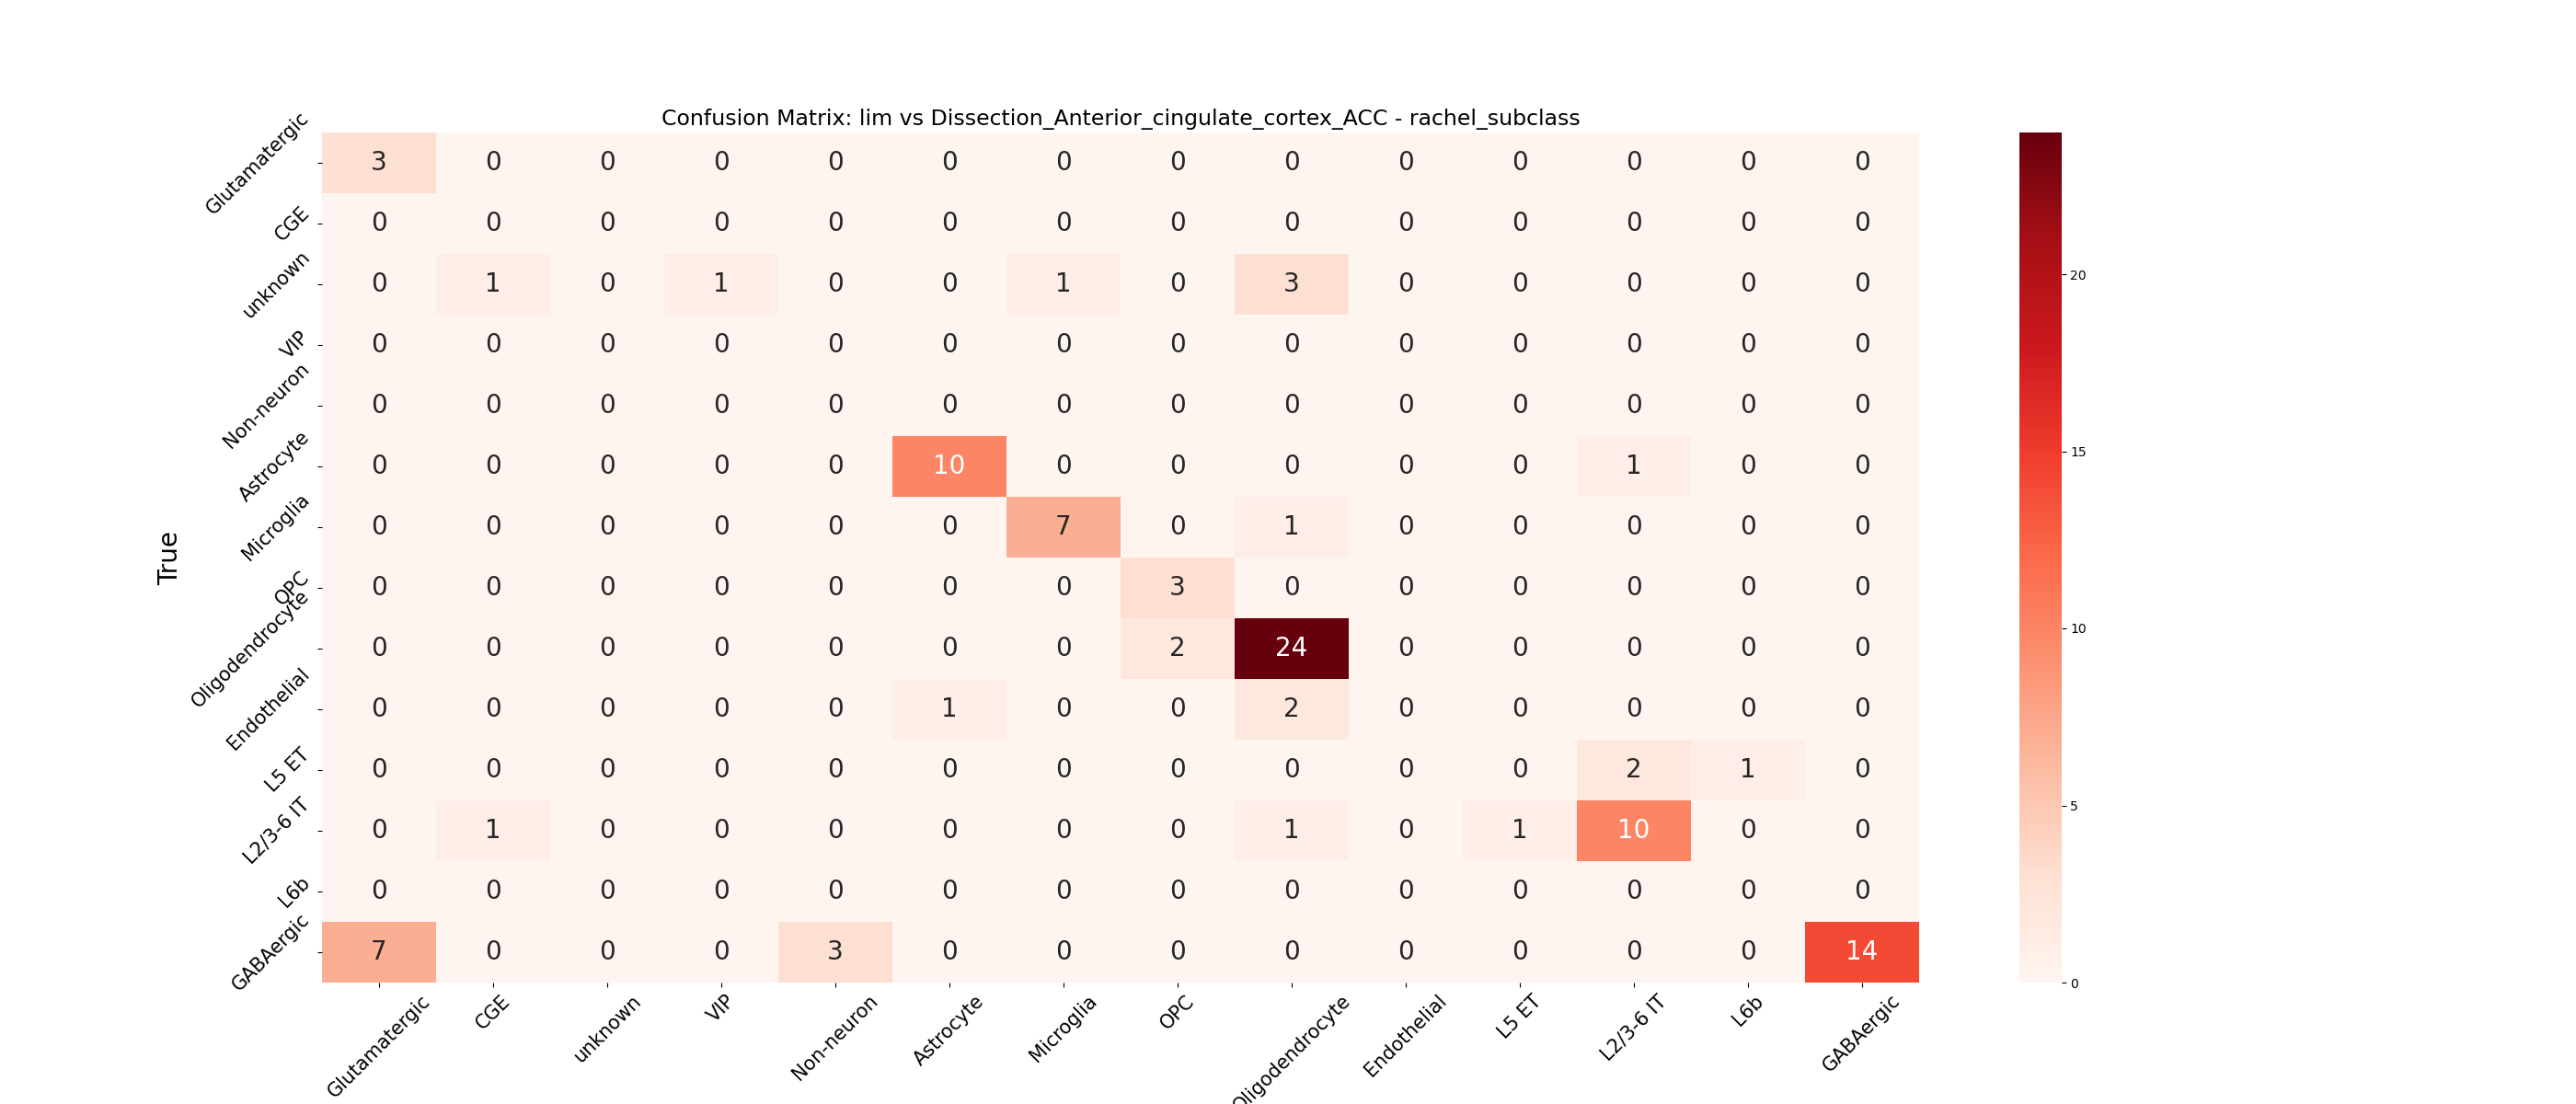 Confusion Matrix: lim vs Dissection_Anterior_cingulate_cortex_ACC - rachel_subclass
True
Glutamatergic 3 0 0 0 0 0 0 0 0 0 0 0 0 0
CGE 0 0 0 0 0 0 0 0 0 0 0 0 0 0
unknown 0 1 0 1 0 0 1 0 3 0 0 0 0 0
VIP 0 0 0 0 0 0 0 0 0 0 0 0 0 0
Non-neuron 0 0 0 0 0 0 0 0 0 0 0 0 0 0
Astrocyte 0 0 0 0 0 10 0 0 0 0 0 1 0 0
Microglia 0 0 0 0 0 0 7 0 1 0 0 0 0 0
OPC 0 0 0 0 0 0 0 3 0 0 0 0 0 0
Oligodendrocyte 0 0 0 0 0 0 0 2 24 0 0 0 0 0
Endothelial 0 0 0 0 0 1 0 0 2 0 0 0 0 0
L5 ET 0 0 0 0 0 0 0 0 0 0 0 2 1 0
L2/3-6 IT 0 1 0 0 0 0 0 0 1 0 1 10 0 0
L6b 0 0 0 0 0 0 0 0 0 0 0 0 0 0
GABAergic 7 0 0 0 3 0 0 0 0 0 0 0 0 14
Glutamatergic CGE unknown VIP Non-neuron Astrocyte Microglia OPC Oligodendrocyte Endothelial L5 ET L2/3-6 IT L6b GABAergic
20
15
10
5
0